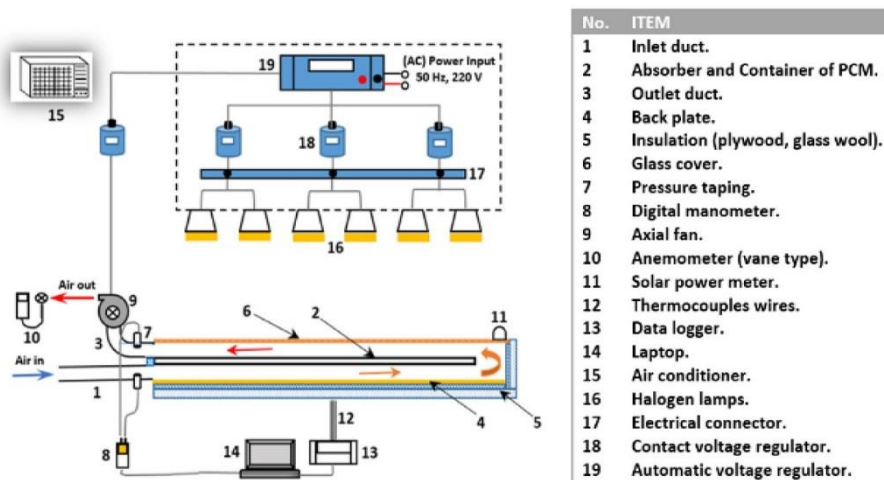 (AC) Power Input
50 Hz, 220 V
19
15
18
17
16
Air out
9
10
7
3
6
2
11
Air in
1
4
5
12
8
14
13
No. ITEM
1 Inlet duct.
2 Absorber and Container of PCM.
3 Outlet duct.
4 Back plate.
5 Insulation (plywood, glass wool).
6 Glass cover.
7 Pressure taping.
8 Digital manometer.
9 Axial fan.
10 Anemometer (vane type).
11 Solar power meter.
12 Thermocouples wires.
13 Data logger.
14 Laptop.
15 Air conditioner.
16 Halogen lamps.
17 Electrical connector.
18 Contact voltage regulator.
19 Automatic voltage regulator.